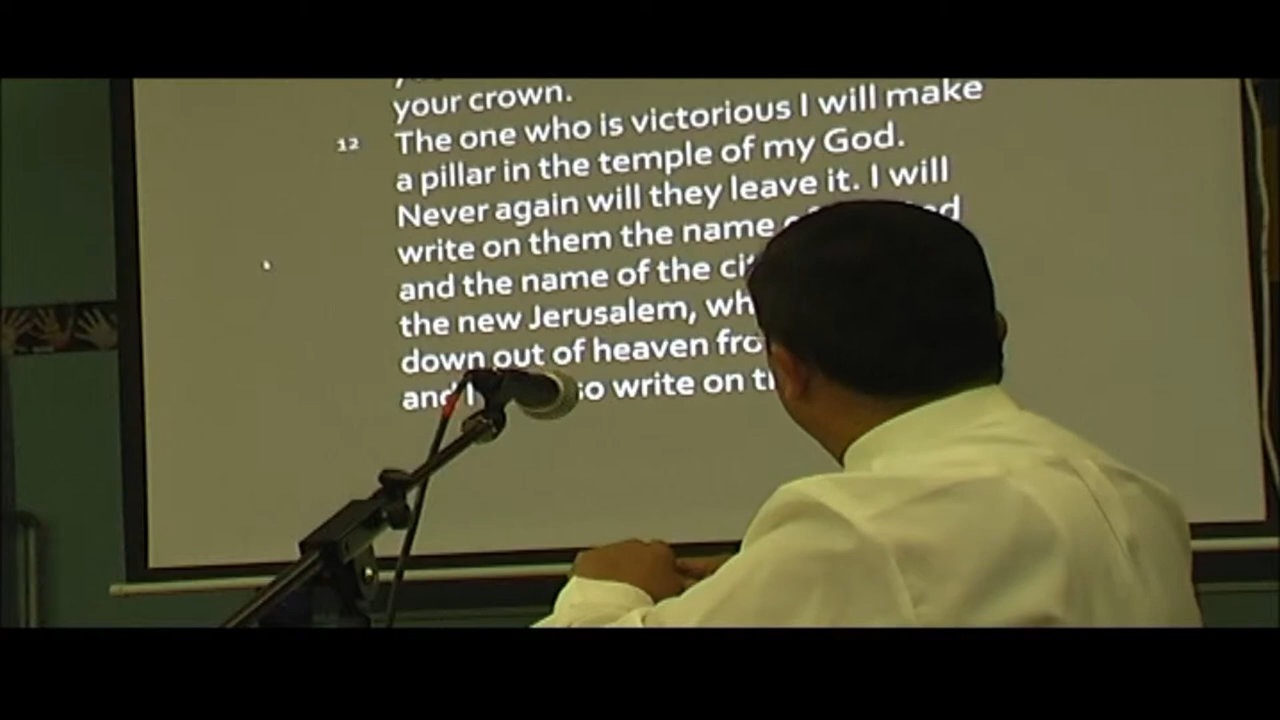 your crown.
12 The one who is victorious I will make
a pillar in the temple of my God.
Never again will they leave it. I will
write on them the name
and the name of the
the new Jerusalem,
down out of heaven
and write on